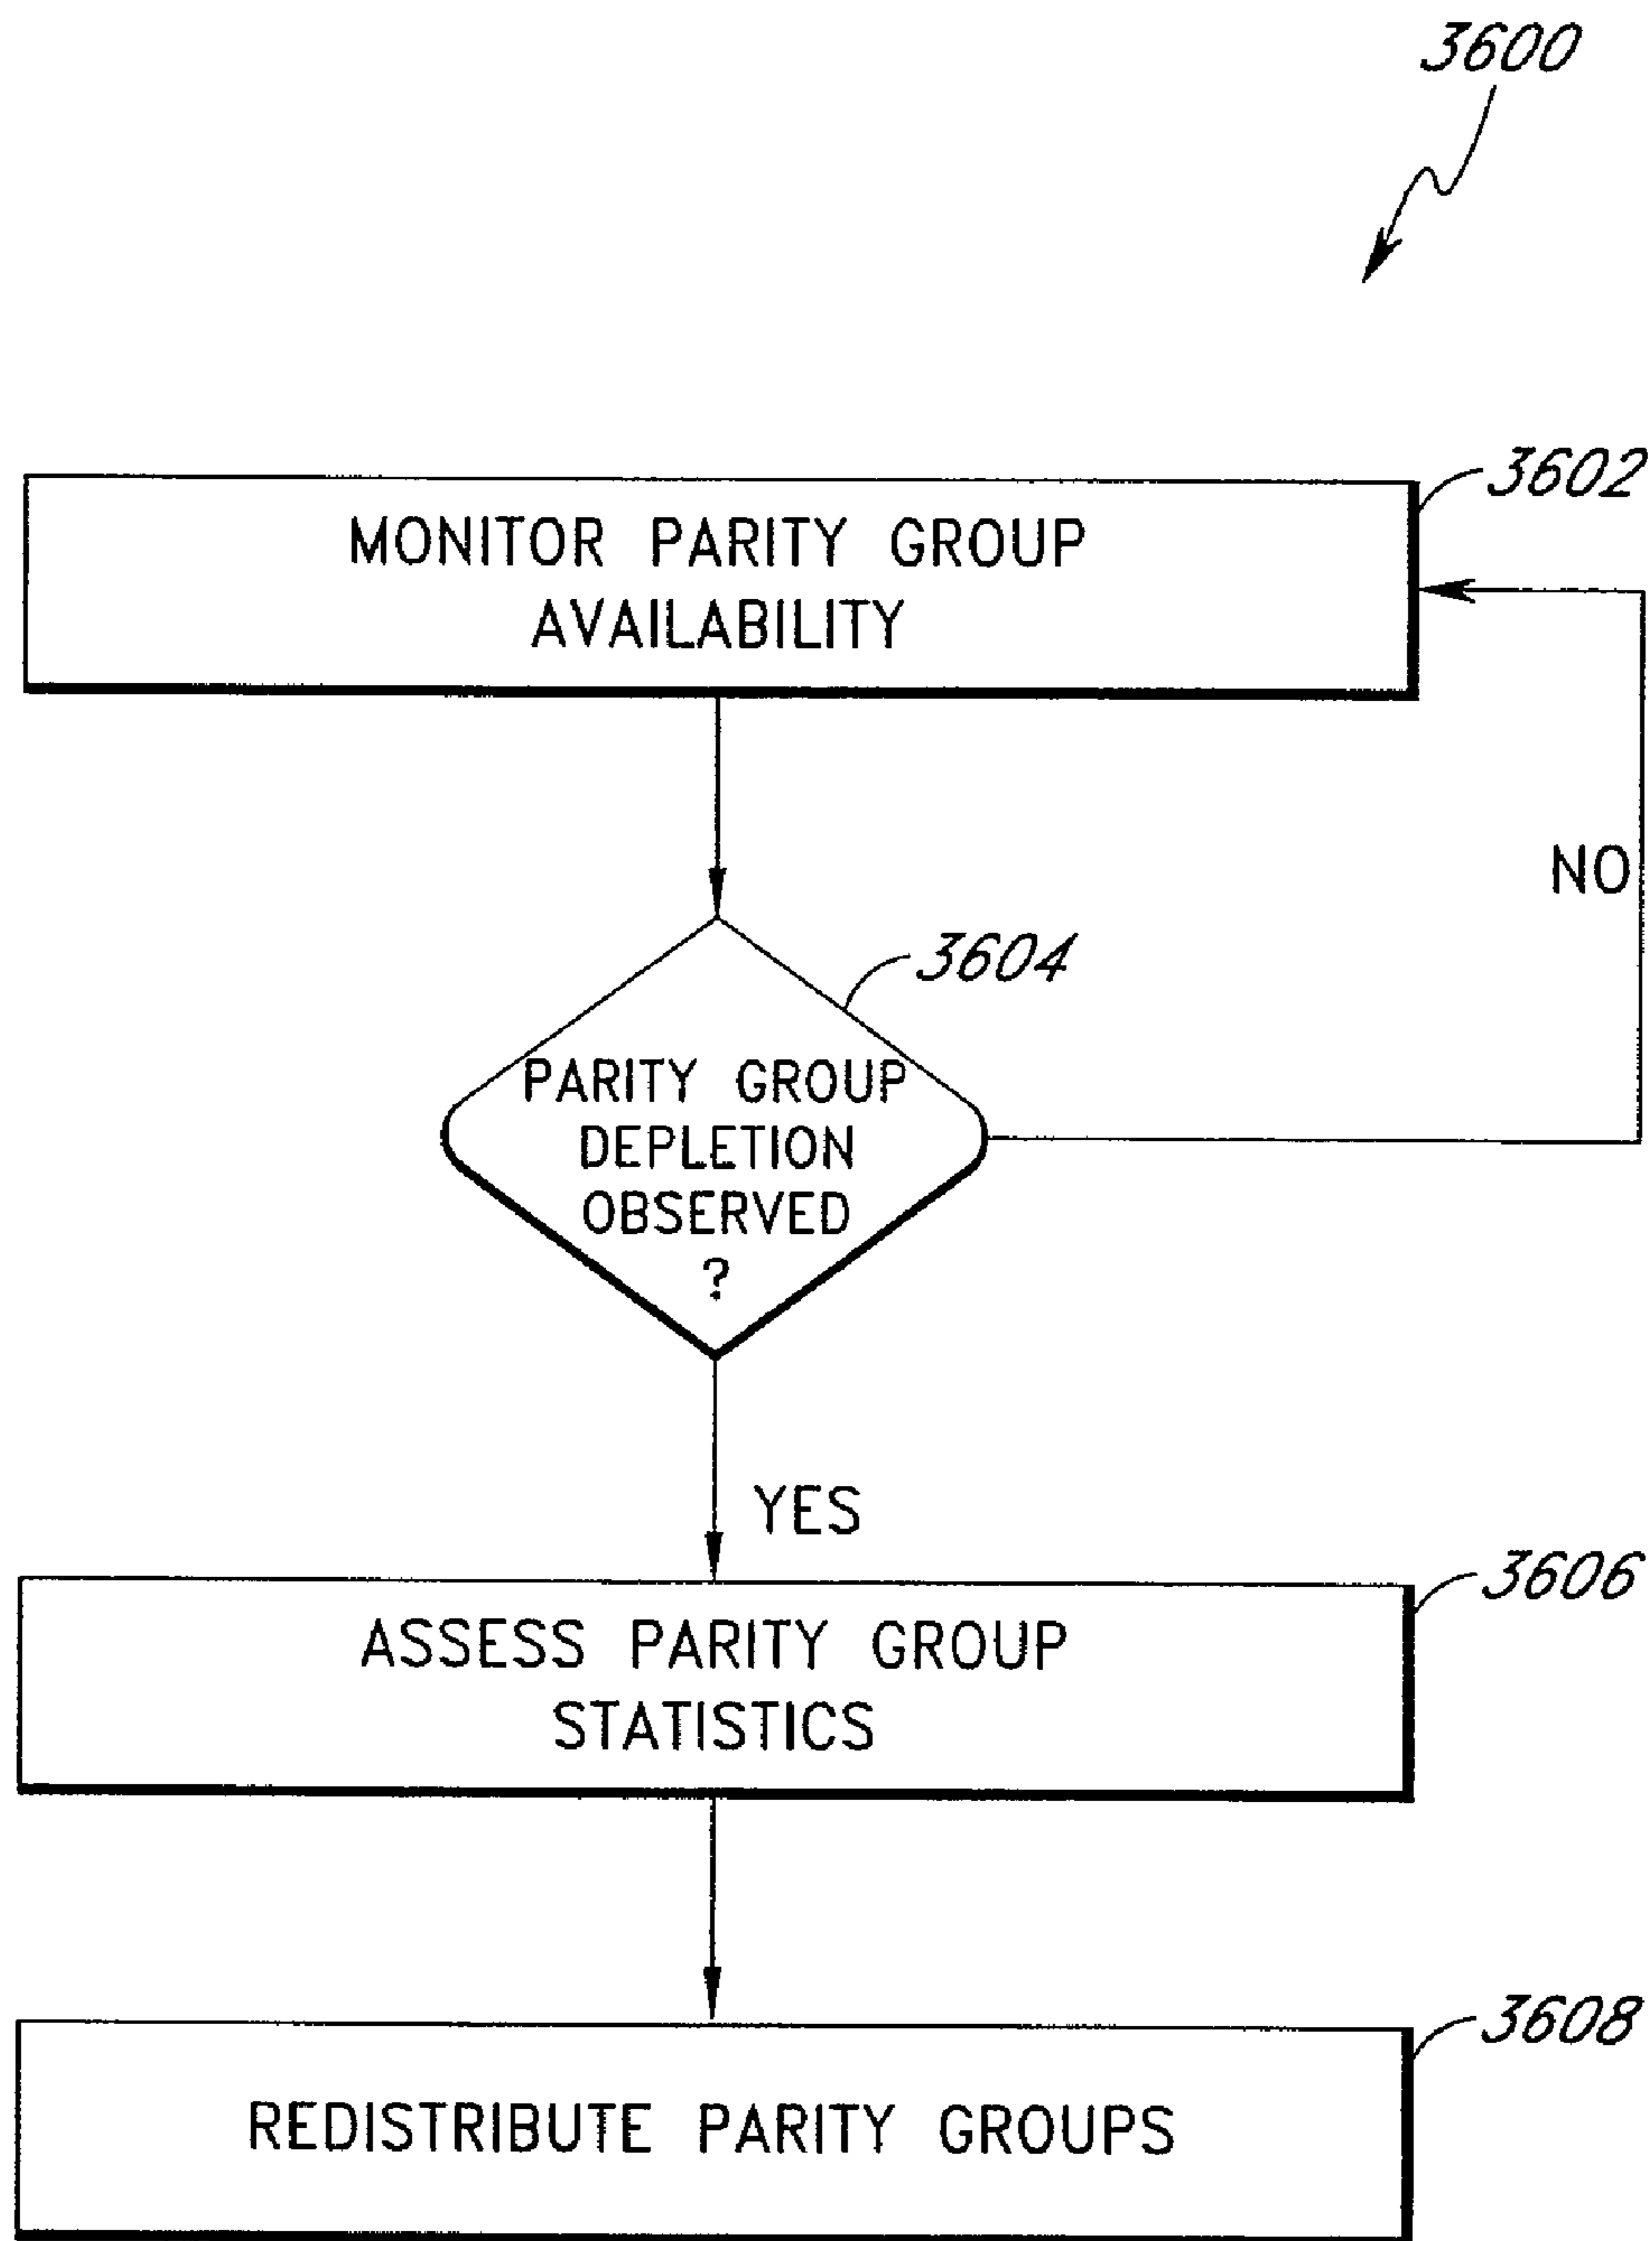 3600
3602
MONITOR PARITY GROUP
AVAILABILITY
NO
3604
PARITY GROUP
DEPLETION
OBSERVED
?
YES
3606
ASSESS PARITY GROUP
STATISTICS
3608
REDISTRIBUTE PARITY GROUPS